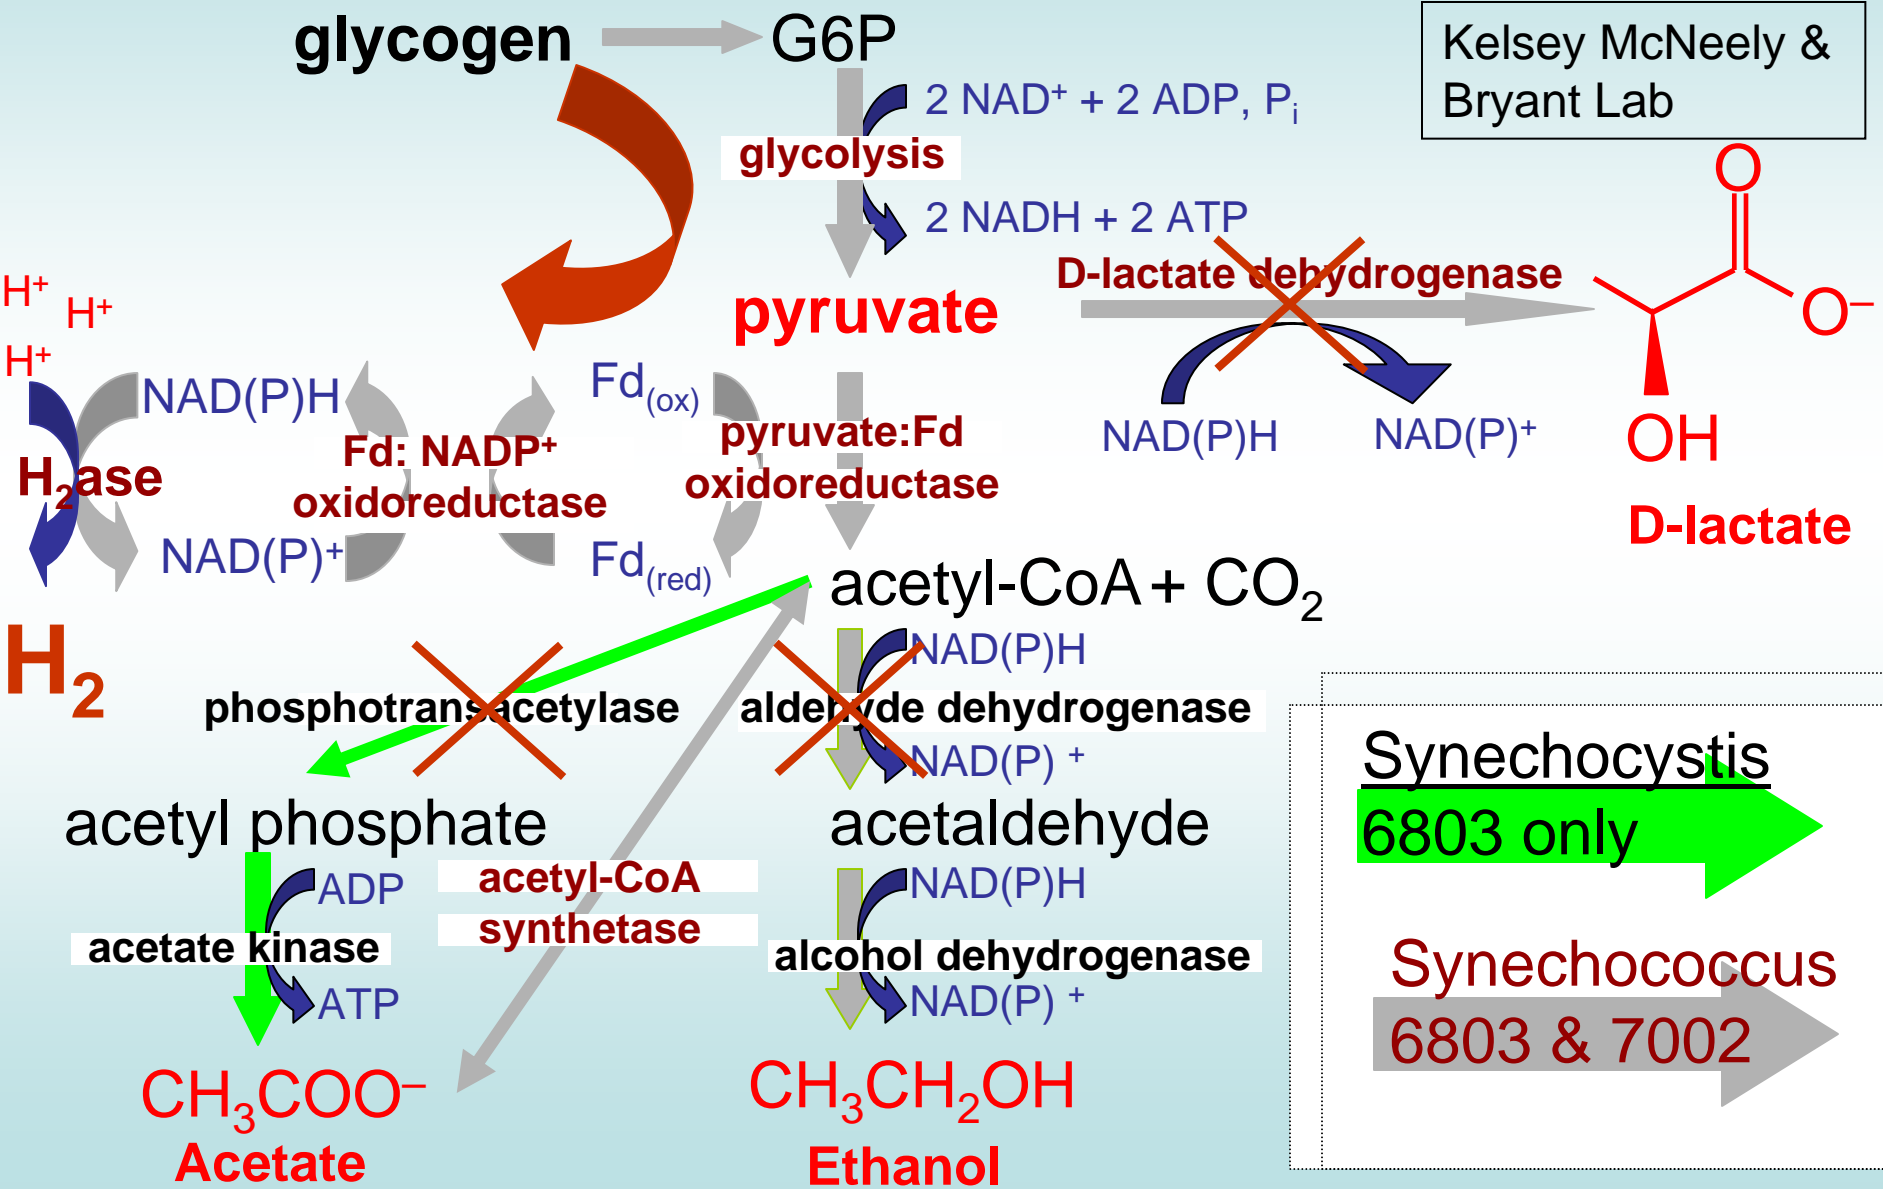 glycogen
G6P
Kelsey McNeely &
Bryant Lab
2 NAD⁺ + 2 ADP, Pᵢ
glycolysis
2 NADH + 2 ATP
O
H⁺
H⁺
H⁺
pyruvate
D-lactate dehydrogenase
O⁻
NAD(P)H
NAD(P)⁺
OH
D-lactate
NAD(P)H
Fd(ox)
H₂ase
Fd: NADP⁺
oxidoreductase
pyruvate:Fd
oxidoreductase
NAD(P)⁺
Fd(red)
acetyl-CoA + CO₂
H₂
NAD(P)H
phosphotransacetylase
aldehyde dehydrogenase
NAD(P) ⁺
acetyl phosphate
acetaldehyde
ADP
acetate kinase
ATP
acetyl-CoA
synthetase
NAD(P)H
alcohol dehydrogenase
NAD(P) ⁺
CH₃COO⁻
Acetate
CH₃CH₂OH
Ethanol
Synechocystis
6803 only
Synechococcus
6803 & 7002